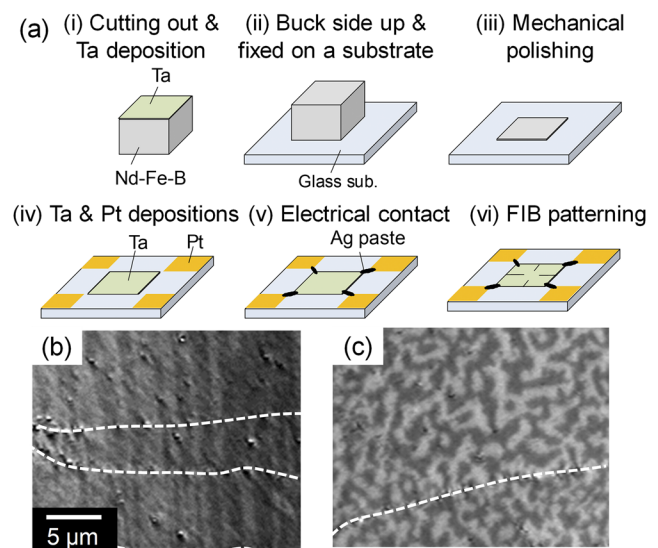 (a) (i) Cutting out & Ta deposition
(ii) Buck side up & fixed on a substrate
(iii) Mechanical polishing
Ta
Nd-Fe-B
Glass sub.
(iv) Ta & Pt depositions
(v) Electrical contact
(vi) FIB patterning
Ta
Pt
Ag paste
(b)
(c)
5 μm